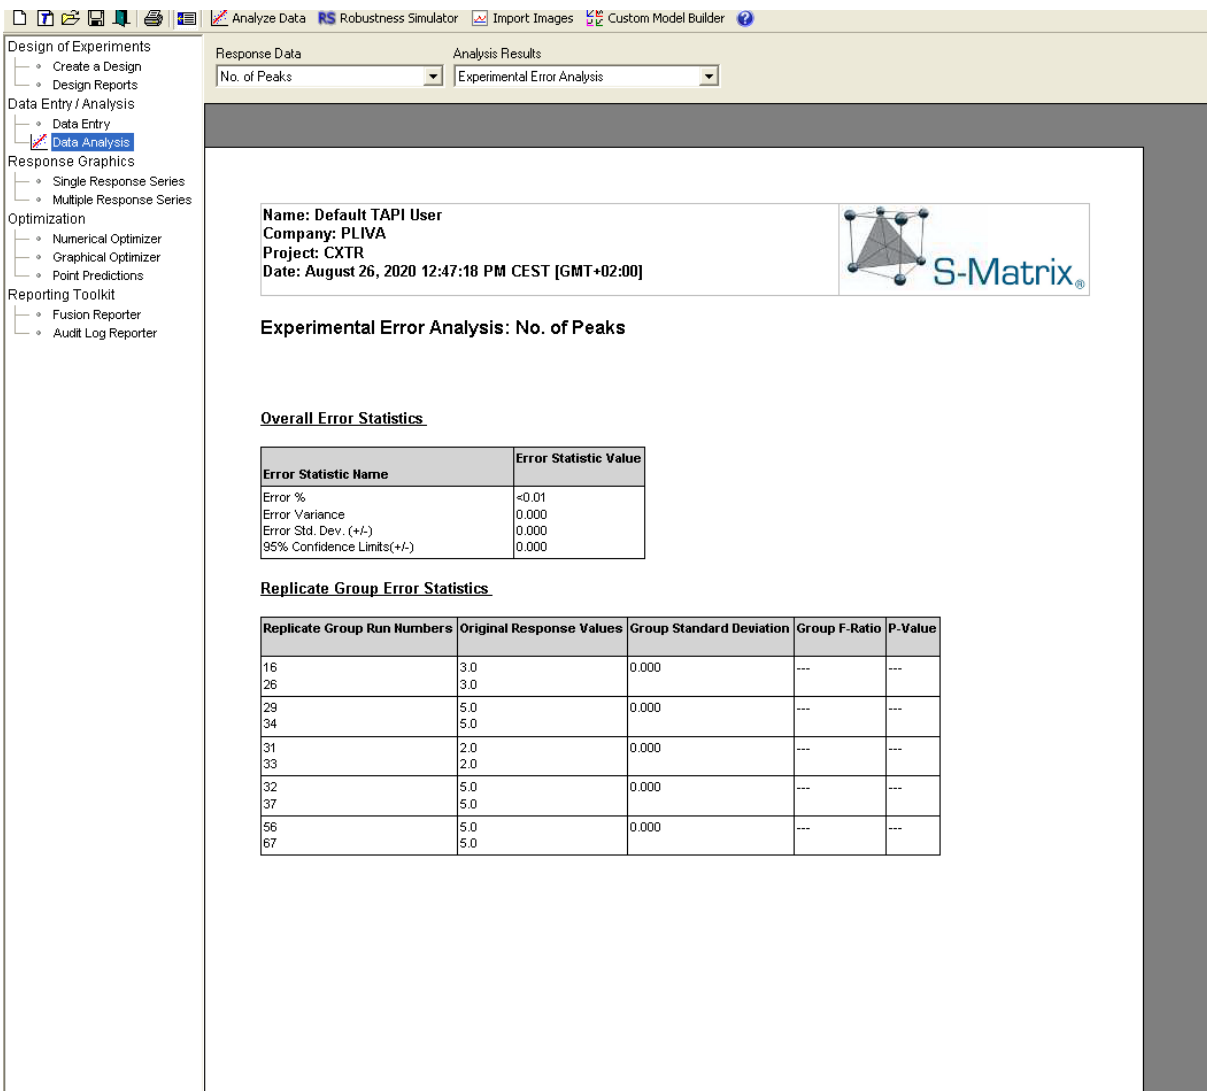 Analyze Data RS Robustness Simulator Import Images Custom Model Builder ?
Design of Experiments
Create a Design
Design Reports
Data Entry / Analysis
Data Entry
Data Analysis
Response Graphics
Single Response Series
Multiple Response Series
Optimization
Numerical Optimizer
Graphical Optimizer
Point Predictions
Reporting Toolkit
Fusion Reporter
Audit Log Reporter
Response Data Analysis Results
No. of Peaks Experimental Error Analysis
Name: Default TAPI User
Company: PLIVA
Project: CXTR
Date: August 26, 2020 12:47:18 PM CEST [GMT+02:00]
S-Matrix®
Experimental Error Analysis: No. of Peaks
Overall Error Statistics
Error Statistic Name Error Statistic Value
Error % <0.01
Error Variance 0.000
Error Std. Dev. (+/-) 0.000
95% Confidence Limits(+/-) 0.000
Replicate Group Error Statistics
Replicate Group Run Numbers Original Response Values Group Standard Deviation Group F-Ratio P-Value
16 3.0 0.000 --- ---
26 3.0
29 5.0 0.000 --- ---
34 5.0
31 2.0 0.000 --- ---
33 2.0
32 5.0 0.000 --- ---
37 5.0
56 5.0 0.000 --- ---
67 5.0